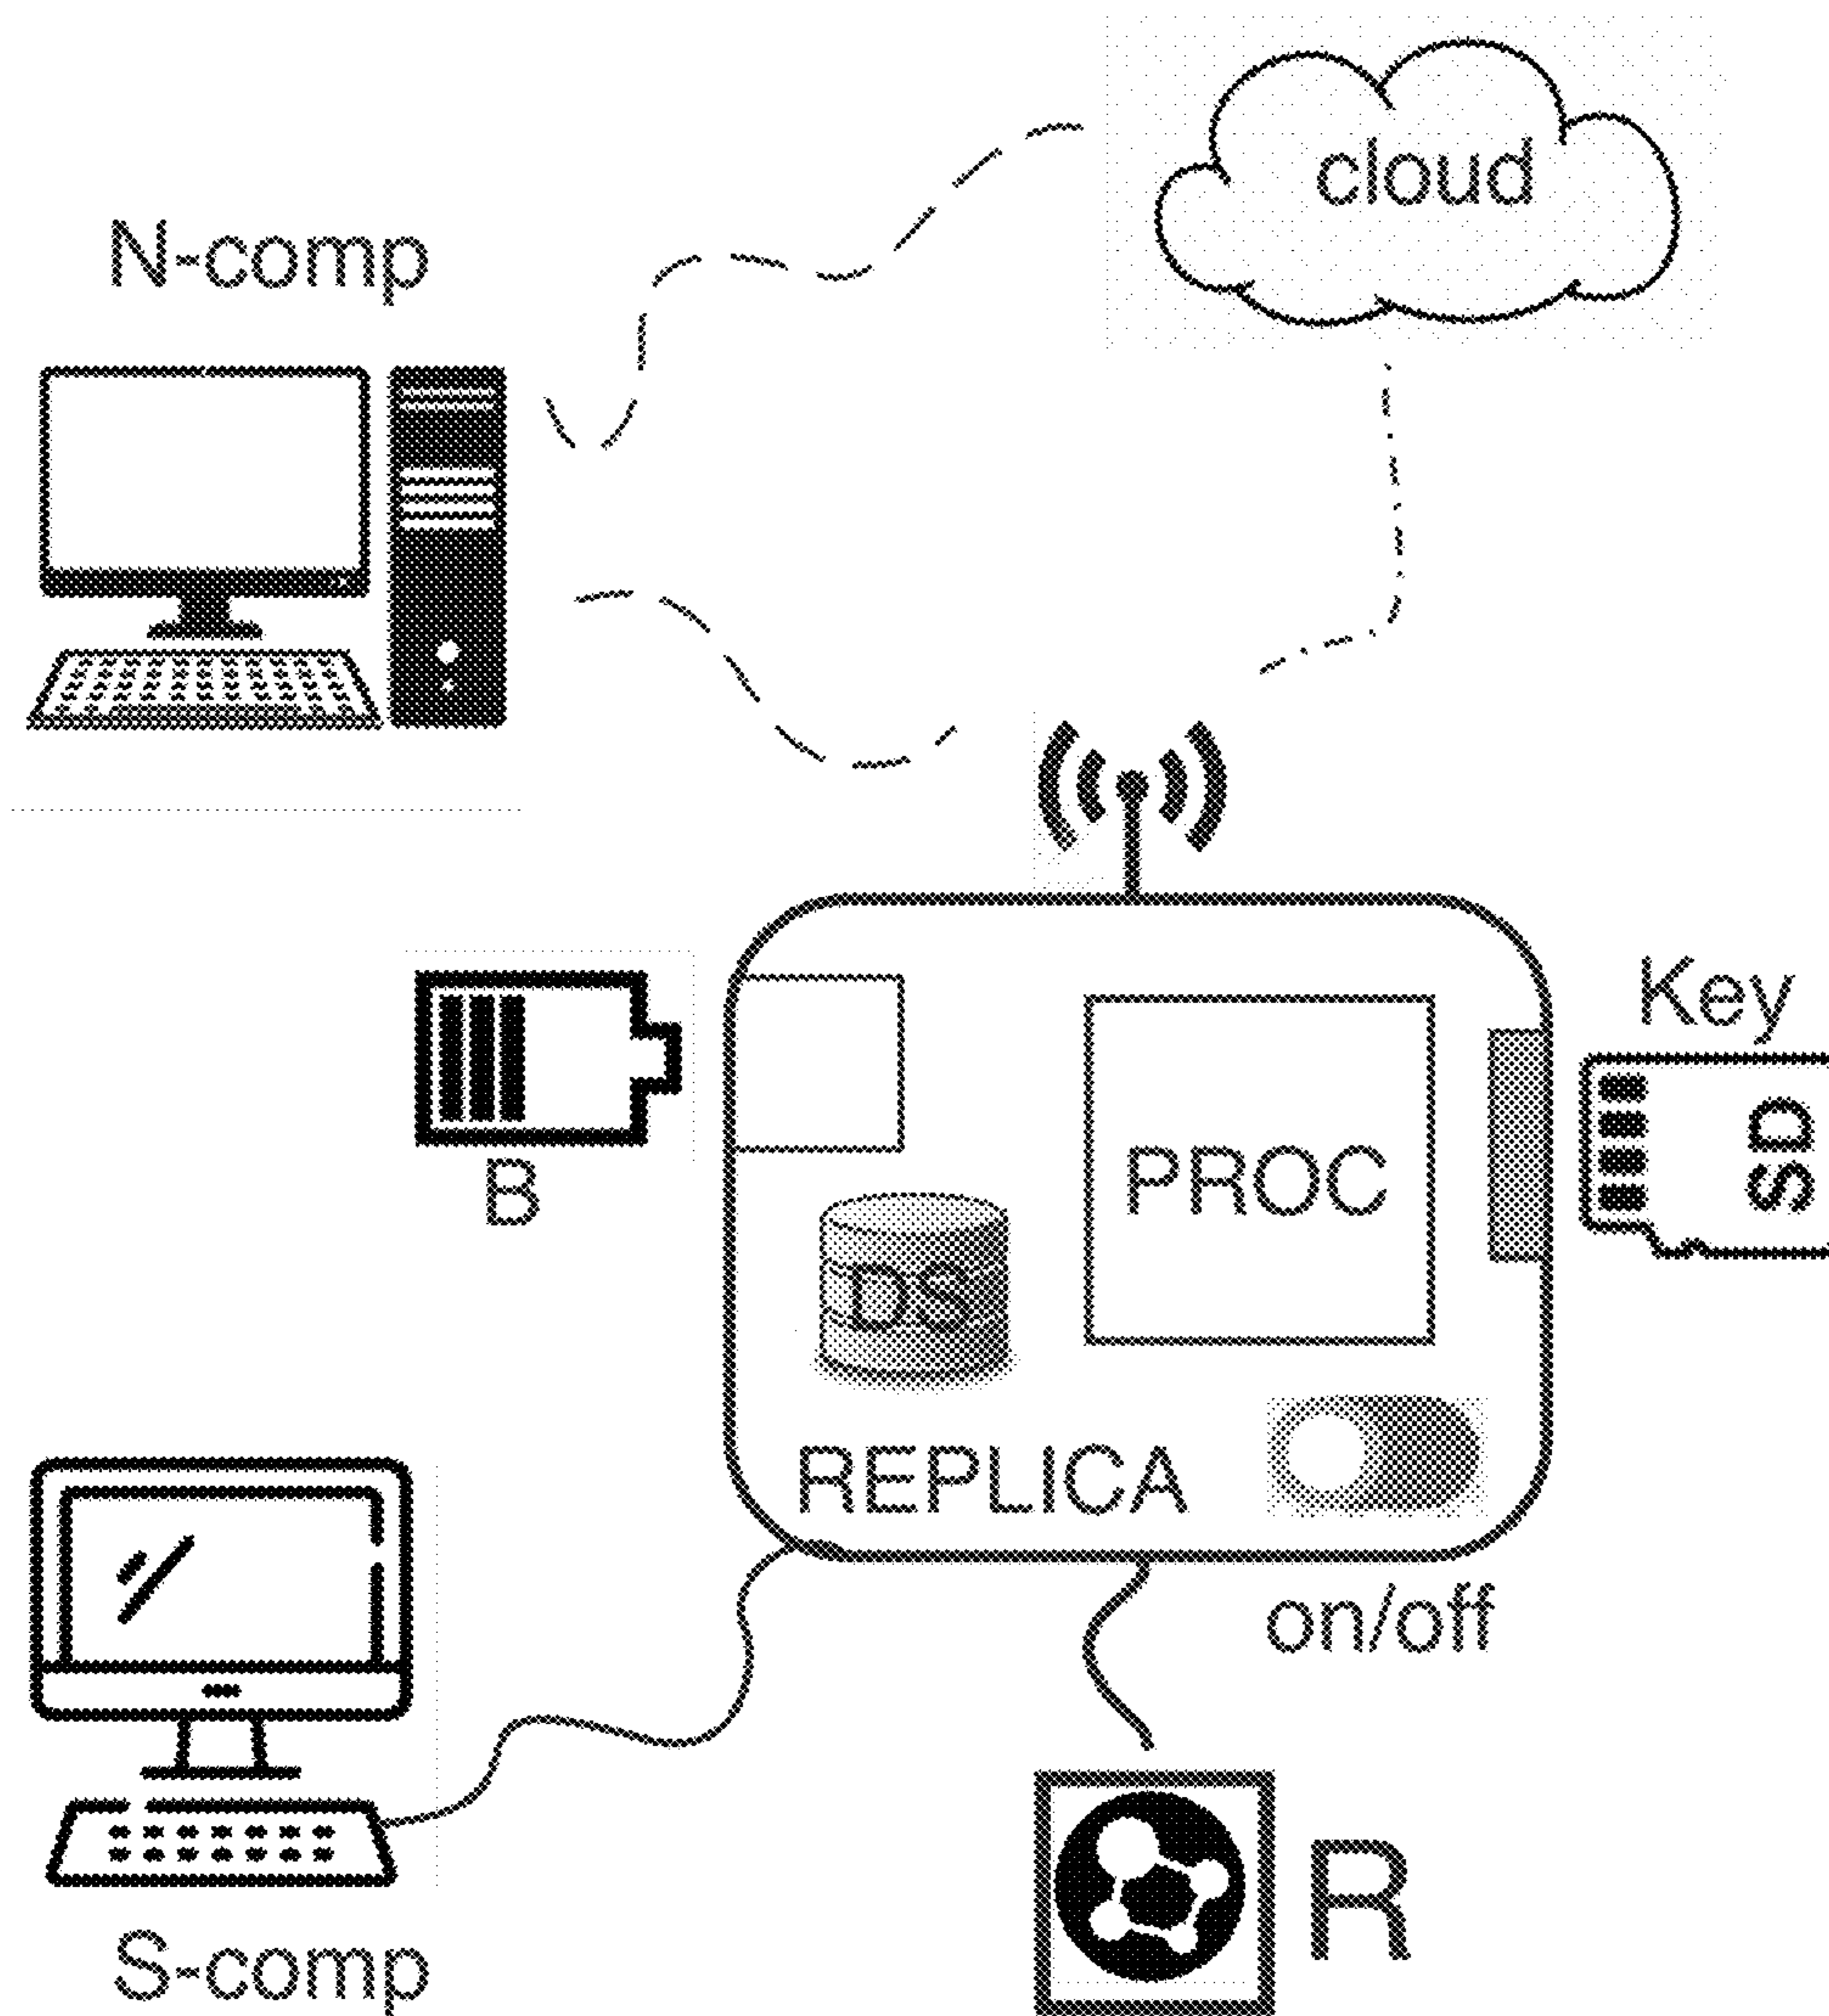 cloud
N-comp
Key
SD
B
PROC
DS
REPLICA
on/off
R
S-comp